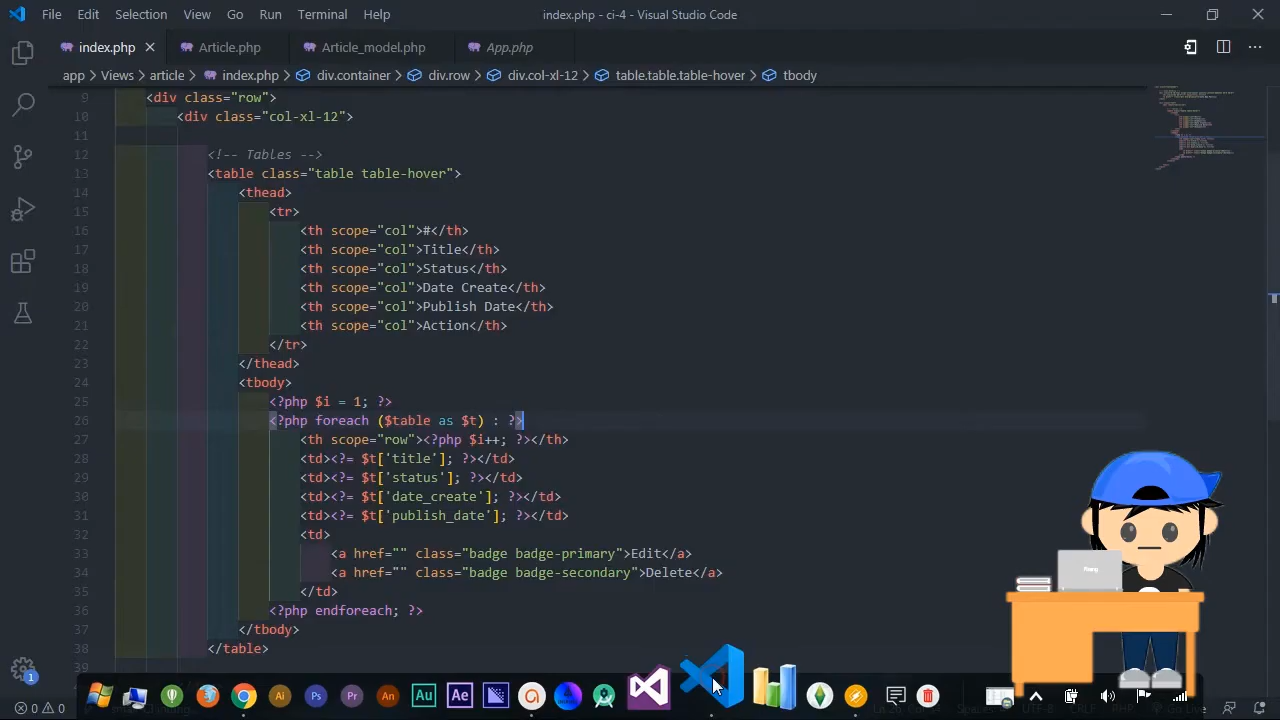 File Edit Selection View Go Run Terminal Help index.php - ci-4 - Visual Studio Code
index.php Article.php Article_model.php App.php
app > Views > article > index.php > div.container > div.row > div.col-xl-12 > table.table.table-hover > tbody
9 <div class="row">
10 <div class="col-xl-12">
11
12 <!-- Tables -->
13 <table class="table table-hover">
14 <thead>
15 <tr>
16 <th scope="col">#</th>
17 <th scope="col">Title</th>
18 <th scope="col">Status</th>
19 <th scope="col">Date Create</th>
20 <th scope="col">Publish Date</th>
21 <th scope="col">Action</th>
22 </tr>
23 </thead>
24 <tbody>
25 <?php $i = 1; ?>
26 <?php foreach ($table as $t) : ?>
27 <th scope="row"><?php $i++; ?></th>
28 <td><?= $t['title']; ?></td>
29 <td><?= $t['status']; ?></td>
30 <td><?= $t['date_create']; ?></td>
31 <td><?= $t['publish_date']; ?></td>
32 <td>
33 <a href="" class="badge badge-primary">Edit</a>
34 <a href="" class="badge badge-secondary">Delete</a>
35 </td>
36 <?php endforeach; ?>
37 </tbody>
38 </table>
39
1
Ai Ps Pr An Au Ae
0 0